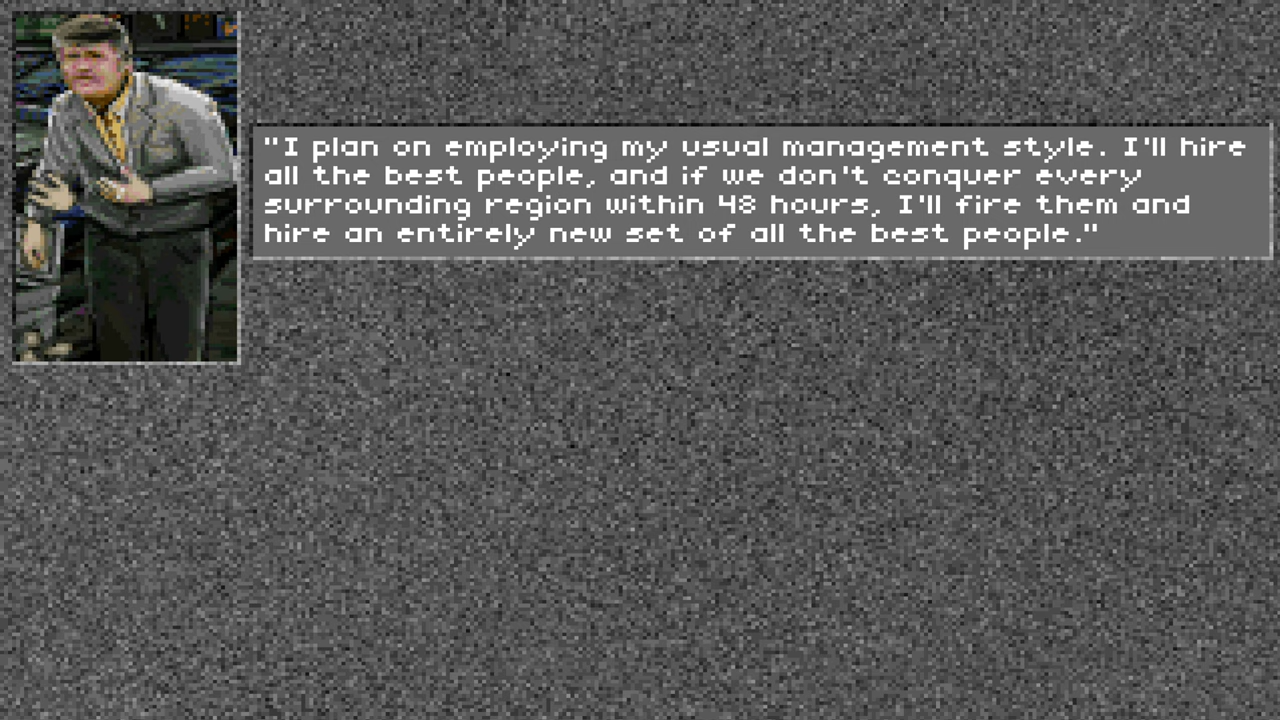 "I plan on employing my usual management style. I'll hire
all the best people, and if we don't conquer every
surrounding region within 48 hours, I'll fire them and
hire an entirely new set of all the best people."